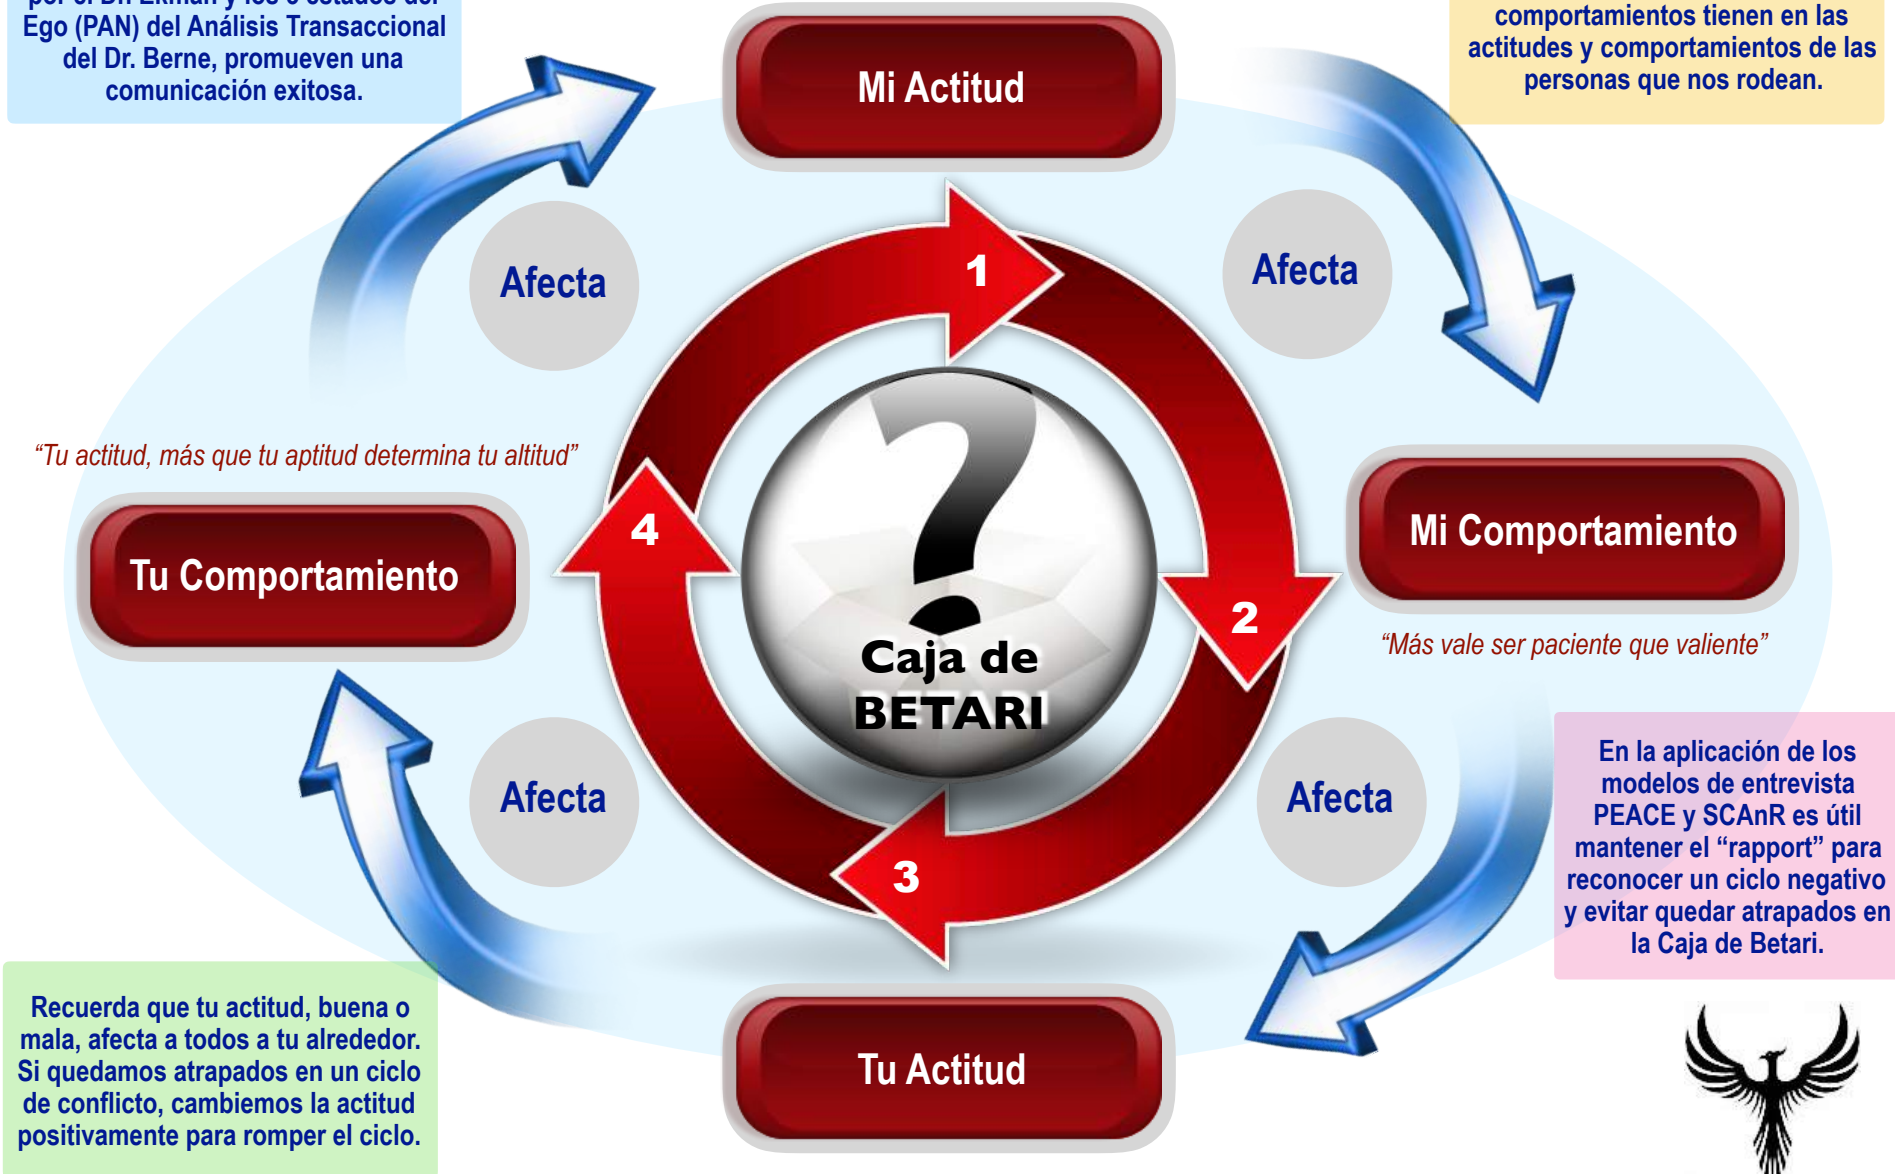 Ego (PAN) del Análisis Transaccional
del Dr. Berne, promueven una
comunicación exitosa.
comportamientos tienen en las
actitudes y comportamientos de las
personas que nos rodean.
Mi Actitud
Afecta
Afecta
1
“Tu actitud, más que tu aptitud determina tu altitud”
Tu Comportamiento
4
2
Mi Comportamiento
“Más vale ser paciente que valiente”
Caja de
BETARI
Afecta
Afecta
3
En la aplicación de los
modelos de entrevista
PEACE y SCAnR es útil
mantener el “rapport” para
reconocer un ciclo negativo
y evitar quedar atrapados en
la Caja de Betari.
Recuerda que tu actitud, buena o
mala, afecta a todos a tu alrededor.
Si quedamos atrapados en un ciclo
de conflicto, cambiemos la actitud
positivamente para romper el ciclo.
Tu Actitud